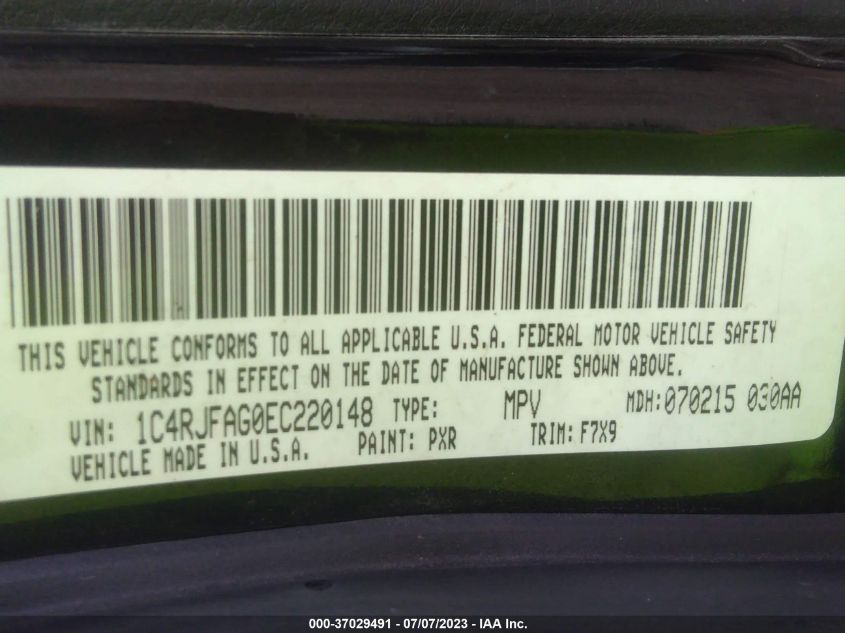 THIS VEHICLE CONFORMS TO ALL APPLICABLE U.S.A. FEDERAL MOTOR VEHICLE SAFETY
STANDARDS IN EFFECT ON THE DATE OF MANUFACTURE SHOWN ABOVE.
VIN: 1C4RJFAG0EC220148 TYPE: MPV MDH:070215 030AA
VEHICLE MADE IN U.S.A. PAINT: PXR TRIM: F7X9
000-37029491 - 07/07/2023 - IAA Inc.